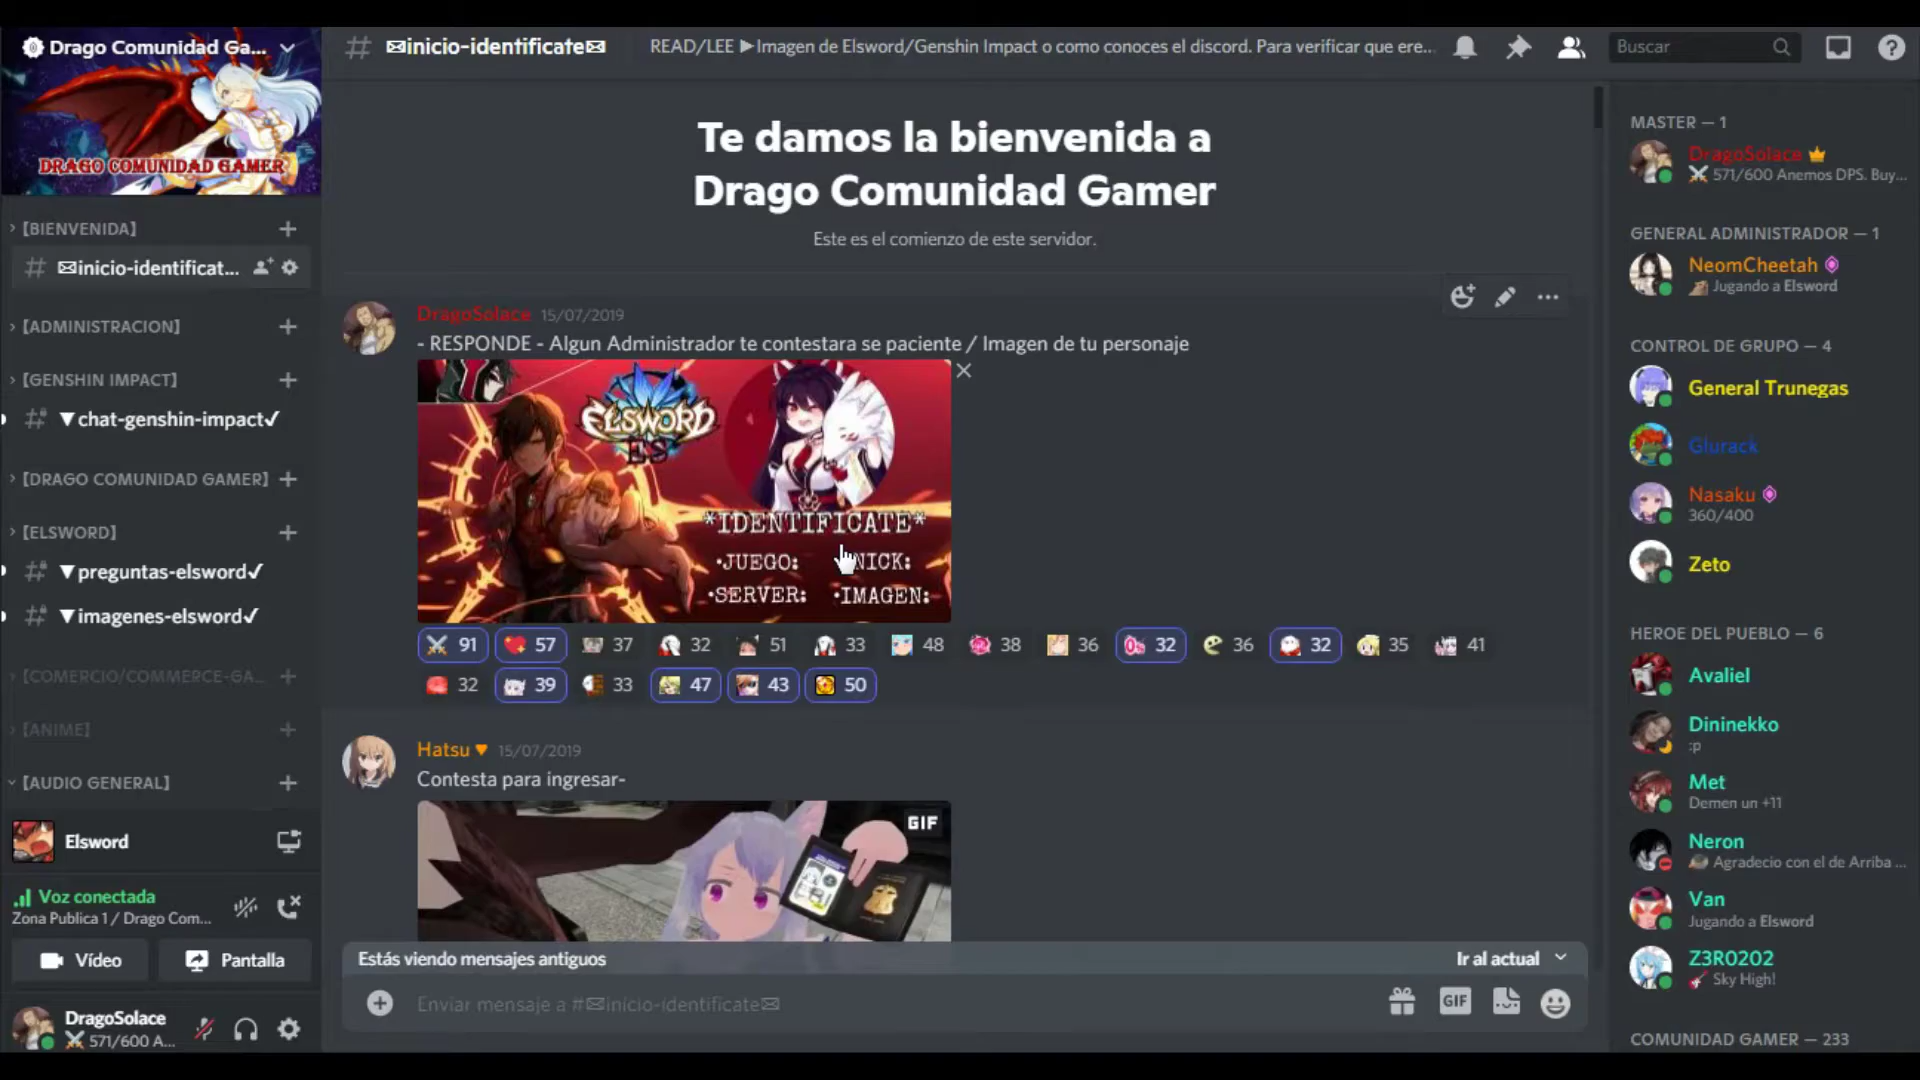 Drago Comunidad Ga...
DRAGO COMUNIDAD GAMER
[BIENVENIDA]
✉inicio-identificat...
[ADMINISTRACION]
[GENSHIN IMPACT]
▼chat-genshin-impact✓
[DRAGO COMUNIDAD GAMER]
[ELSWORD]
▼preguntas-elsword✓
▼imagenes-elsword✓
[COMERCIO/COMMERCE-GA...
[ANIME]
[AUDIO GENERAL]
Elsword
Voz conectada
Zona Publica 1 / Drago Com...
Vídeo
Pantalla
DragoSolace
571/600 A...
✉inicio-identificate✉
READ/LEE ▶Imagen de Elsword/Genshin Impact o como conoces el discord. Para verificar que ere...
Buscar
Te damos la bienvenida a
Drago Comunidad Gamer
Este es el comienzo de este servidor.
DragoSolace 15/07/2019
- RESPONDE - Algun Administrador te contestara se paciente / Imagen de tu personaje
ELSWORD
ES
*IDENTIFICATE*
•JUEGO: NICK:
•SERVER: •IMAGEN:
91 57 37 32 51 33 48 38 36 32 36 32 35 41
32 39 33 47 43 50
Hatsu 🧡 15/07/2019
Contesta para ingresar-
GIF
Estás viendo mensajes antiguos
Ir al actual
Enviar mensaje a #✉inicio-identificate✉
GIF
MASTER — 1
DragoSolace
571/600 Anemos DPS. Buy...
GENERAL ADMINISTRADOR — 1
NeomCheetah
Jugando a Elsword
CONTROL DE GRUPO — 4
General Trunegas
Glurack
Nasaku
360/400
Zeto
HEROE DEL PUEBLO — 6
Avaliel
Dininekko
:p
Met
Demen un +11
Neron
Agradecio con el de Arriba ...
Van
Jugando a Elsword
Z3R0202
Sky High!
COMUNIDAD GAMER — 233